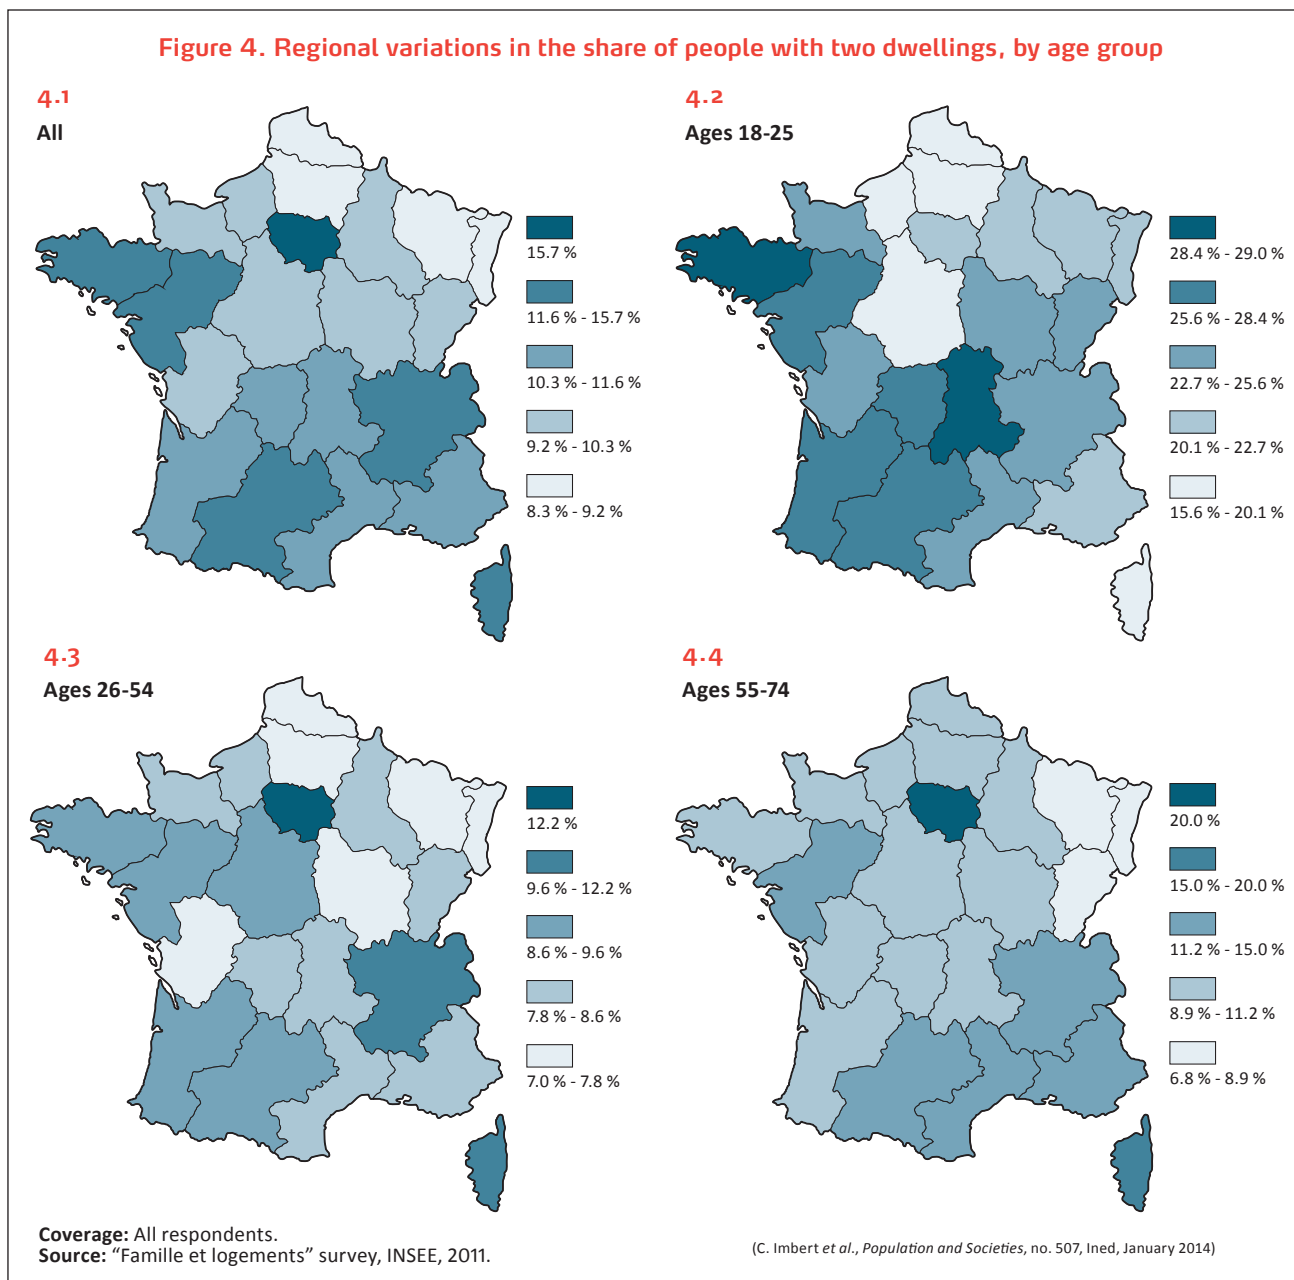 Figure 4. Regional variations in the share of people with two dwellings, by age group
4.1
All
15.7 %
11.6 % - 15.7 %
10.3 % - 11.6 %
9.2 % - 10.3 %
8.3 % - 9.2 %
4.2
Ages 18-25
28.4 % - 29.0 %
25.6 % - 28.4 %
22.7 % - 25.6 %
20.1 % - 22.7 %
15.6 % - 20.1 %
4.3
Ages 26-54
12.2 %
9.6 % - 12.2 %
8.6 % - 9.6 %
7.8 % - 8.6 %
7.0 % - 7.8 %
4.4
Ages 55-74
20.0 %
15.0 % - 20.0 %
11.2 % - 15.0 %
8.9 % - 11.2 %
6.8 % - 8.9 %
Coverage: All respondents.
Source: “Famille et logements” survey, INSEE, 2011.
(C. Imbert et al., Population and Societies, no. 507, Ined, January 2014)